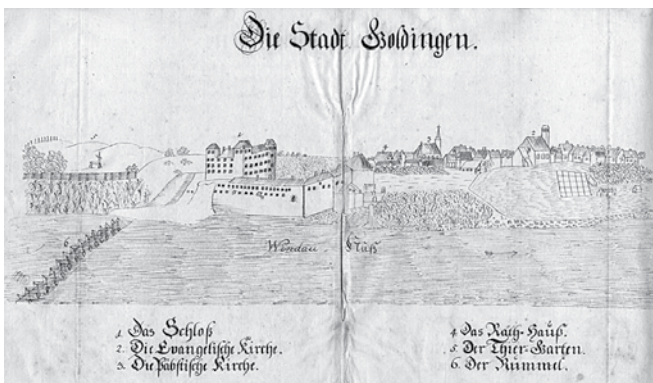 Die Stadt Goldingen.
Windau Fluß
1. Das Schloß
2. Die Evangelische Kirche.
3. Die Päbstische Kirche.
4. Das Rath-Hauß.
5. Der Thier-Garten.
6. Der Rummel.